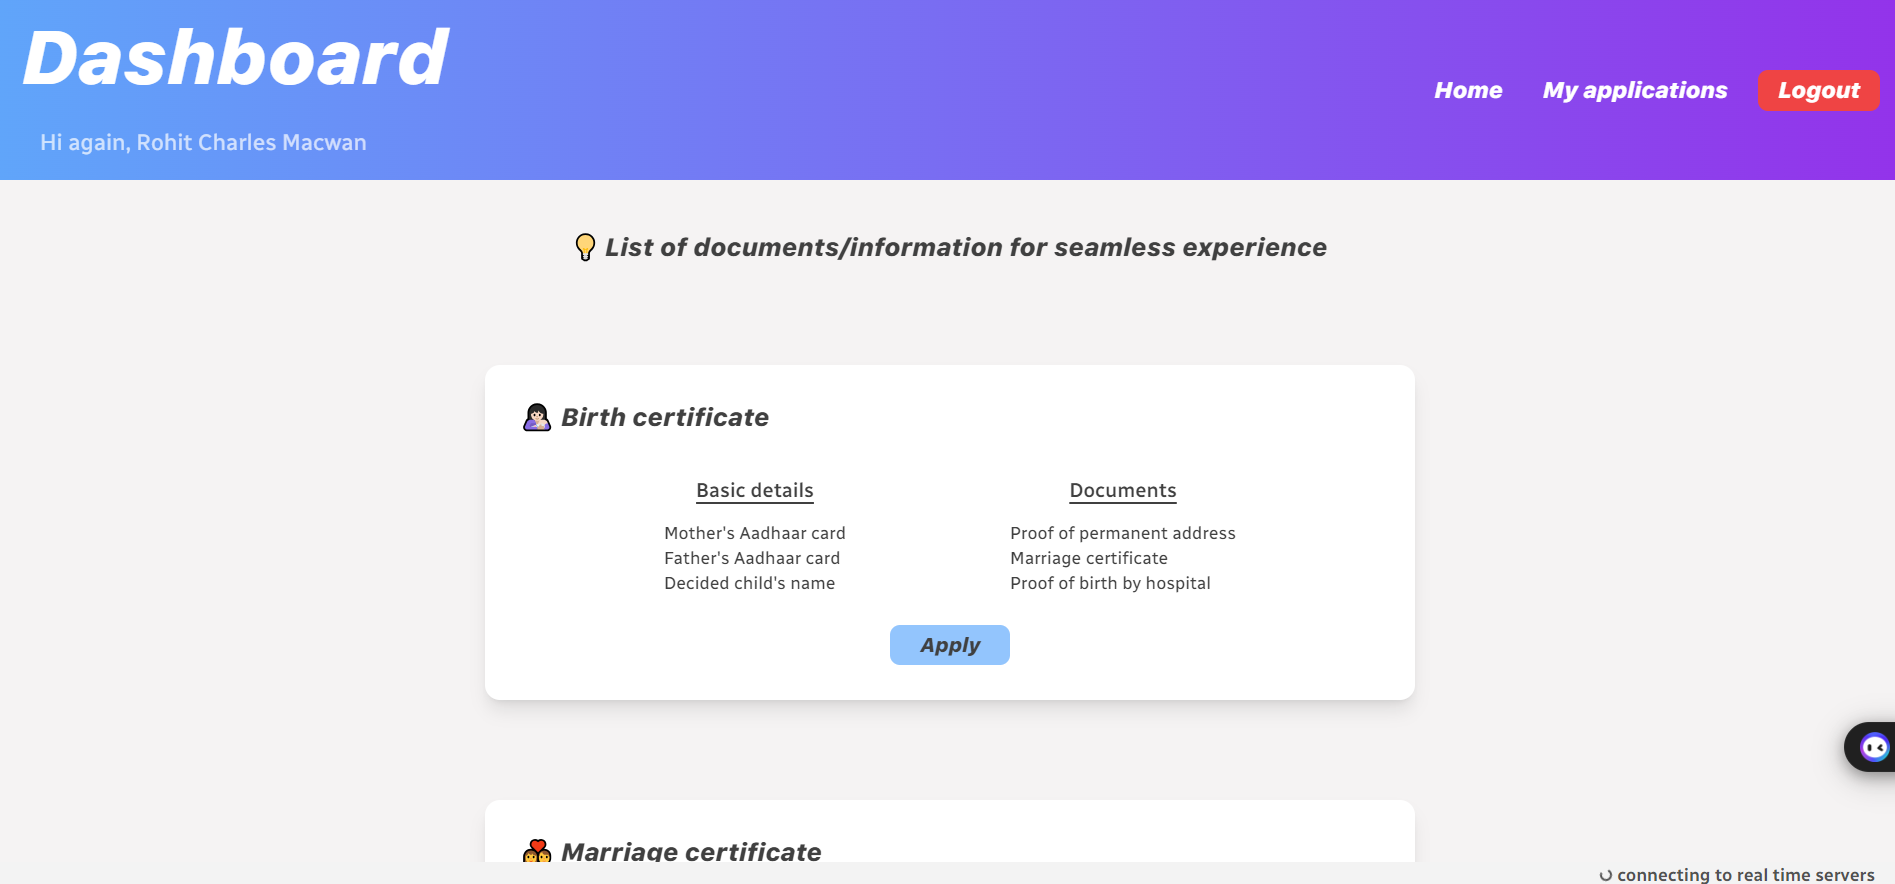 Dashboard
Home
My applications
Logout
Hi again, Rohit Charles Macwan
List of documents/information for seamless experience
Birth certificate
Basic details
Mother's Aadhaar card
Father's Aadhaar card
Decided child's name
Documents
Proof of permanent address
Marriage certificate
Proof of birth by hospital
Apply
Marriage certificate
connecting to real time servers